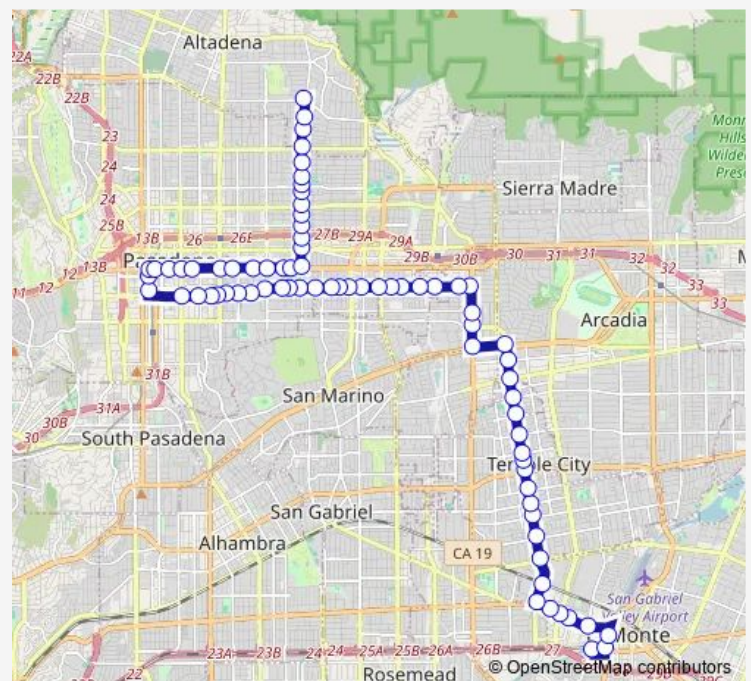 Altadena
22A
22B
22B
23
24
24
25B
Sierra Madre
13B 26 26E 27B 29A 29A
29B 30B 30 31 31 32 32 33 33
11 12 12 13B
Arcadia
31B
San Marino
31A
30B
30
South Pasadena
Temple City
San Gabriel
Alhambra
CA 19
San Gabriel
Valley Airport
Monte
22 23A 23B 24 25A 25B 26A 26B 27
Rosemead
© OpenStreetMap contributors